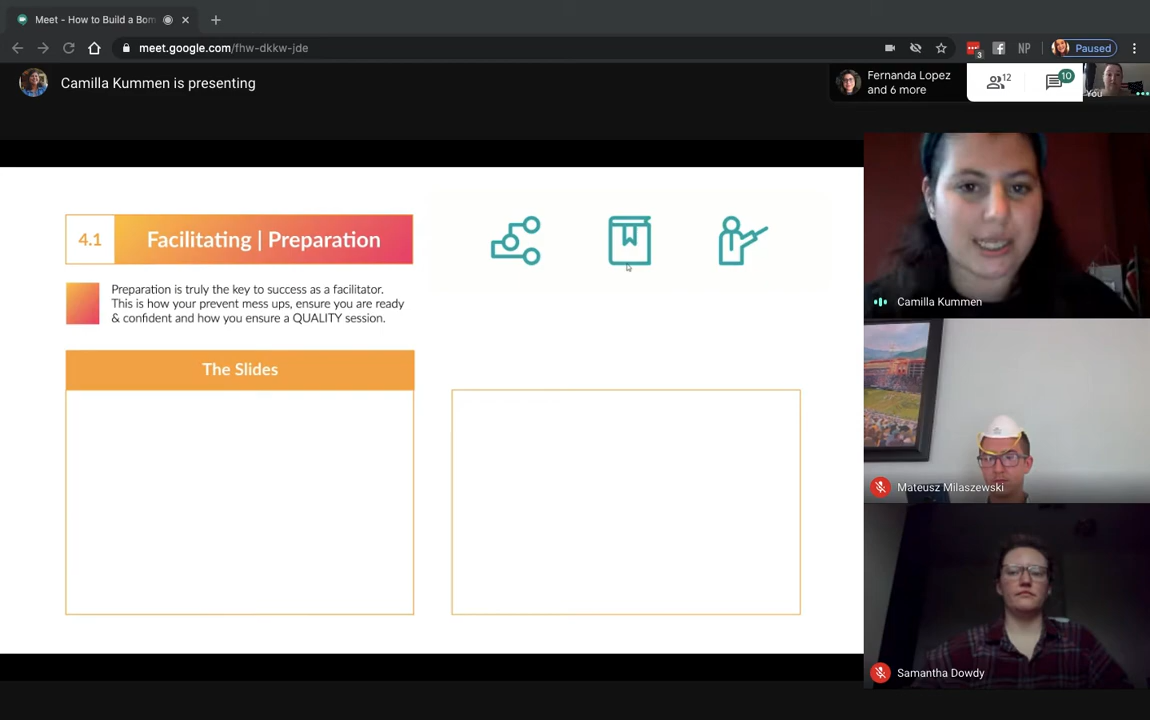 Meet - How to Build a Bom
meet.google.com/fhw-dkkw-jde
3
NP
Paused
Camilla Kummen is presenting
Fernanda Lopez
and 6 more
12
10
You
4.1
Facilitating | Preparation
Preparation is truly the key to success as a facilitator.
This is how your prevent mess ups, ensure you are ready
& confident and how you ensure a QUALITY session.
The Slides
Camilla Kummen
Mateusz Milaszewski
Samantha Dowdy